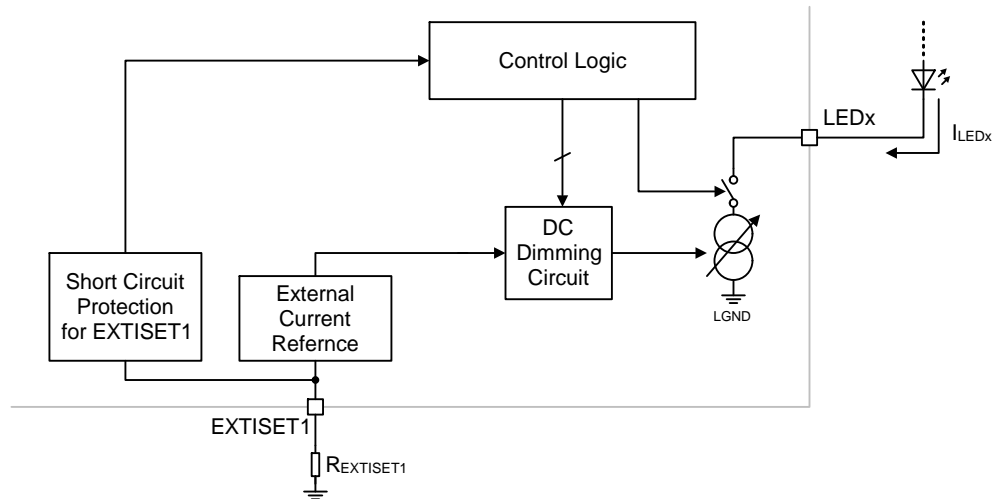 Control Logic
LEDx
ILEDx
DC
Dimming
Circuit
Short Circuit
Protection
for EXTISET1
External
Current
Refernce
LGND
EXTISET1
REXTISET1